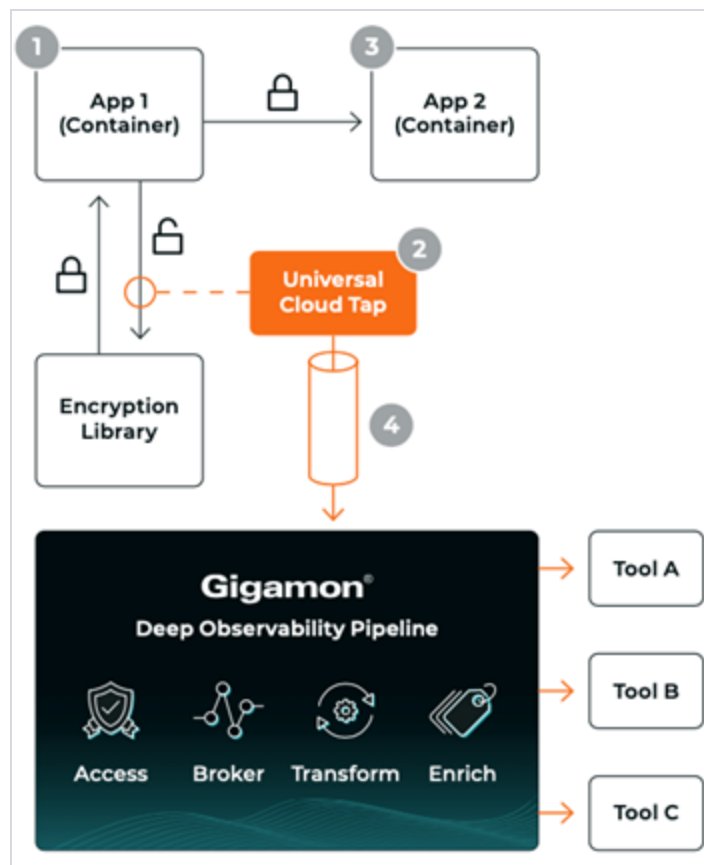 1
App 1
(Container)
3
App 2
(Container)
2
Universal
Cloud Tap
Encryption
Library
4
Gigamon®
Deep Observability Pipeline
Access
Broker
Transform
Enrich
Tool A
Tool B
Tool C